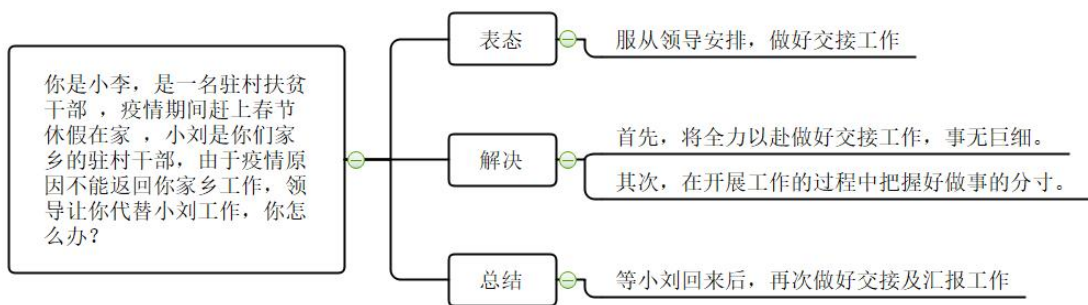 你是小李，是一名驻村扶贫
干部 ，疫情期间赶上春节
休假在家 ，小刘是你们家
乡的驻村干部，由于疫情原
因不能返回你家乡工作，领
导让你代替小刘工作，你怎
么办？
表态
服从领导安排，做好交接工作
解决
首先，将全力以赴做好交接工作，事无巨细。
其次，在开展工作的过程中把握好做事的分寸。
总结
等小刘回来后，再次做好交接及汇报工作